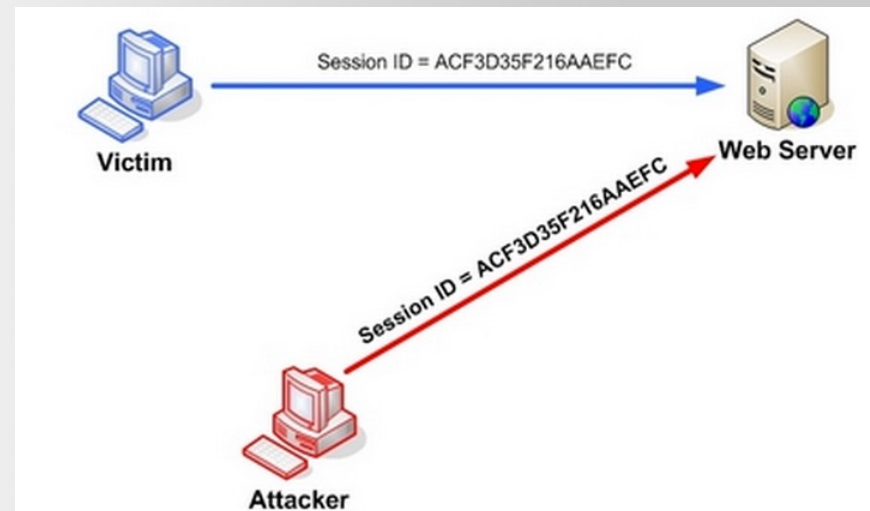 Session ID = ACF3D35F216AAEFC
Victim
Web Server
Session ID = ACF3D35F216AAEFC
Attacker